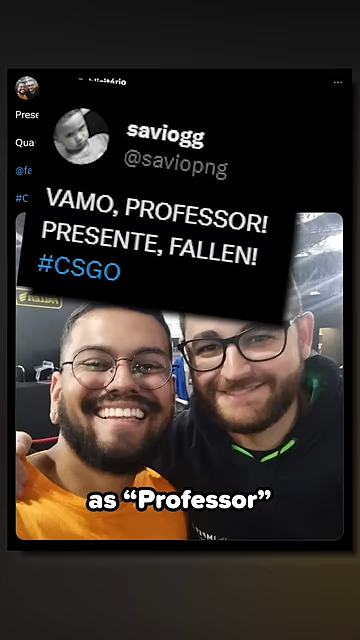 Prese
saviogg
@saviopng
Qua
@fa
VAMO, PROFESSOR!
PRESENTE, FALLEN!
#C
#CSGO
as “Professor”